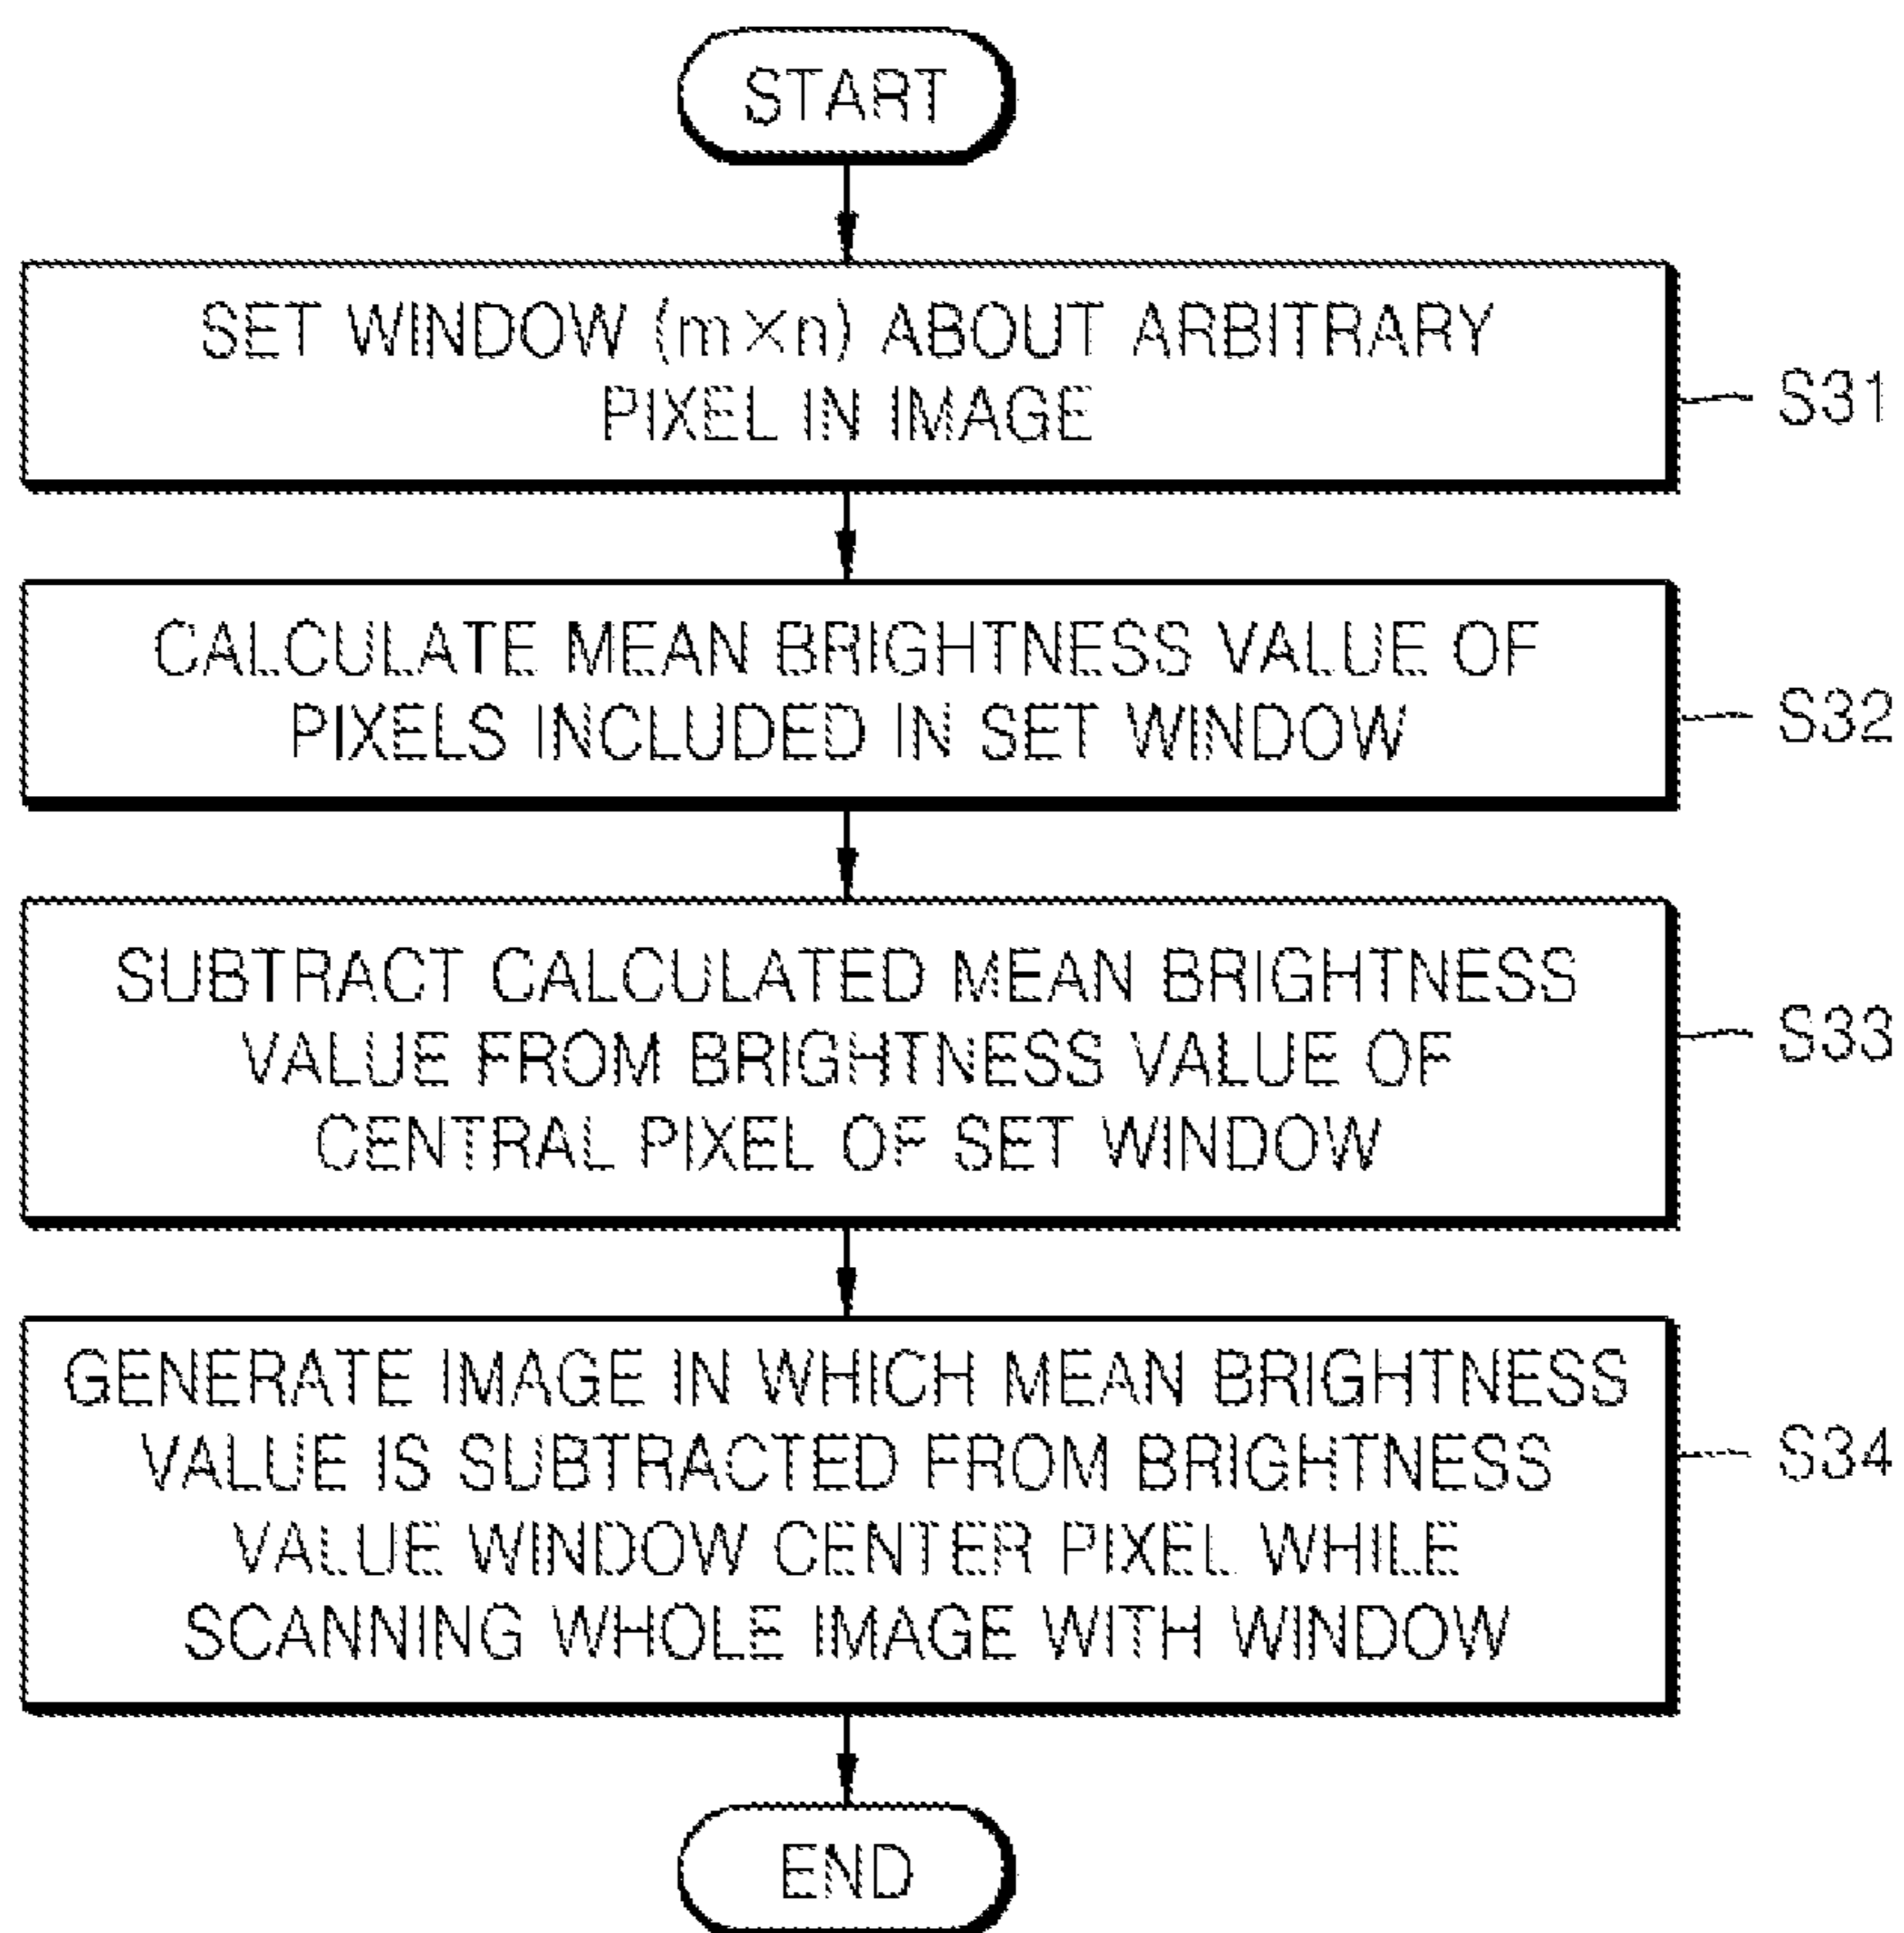 START
SET WINDOW (m×n) ABOUT ARBITRARY
PIXEL IN IMAGE
S31
CALCULATE MEAN BRIGHTNESS VALUE OF
PIXELS INCLUDED IN SET WINDOW
S32
SUBTRACT CALCULATED MEAN BRIGHTNESS
VALUE FROM BRIGHTNESS VALUE OF
CENTRAL PIXEL OF SET WINDOW
S33
GENERATE IMAGE IN WHICH MEAN BRIGHTNESS
VALUE IS SUBTRACTED FROM BRIGHTNESS
VALUE WINDOW CENTER PIXEL WHILE
SCANNING WHOLE IMAGE WITH WINDOW
S34
END